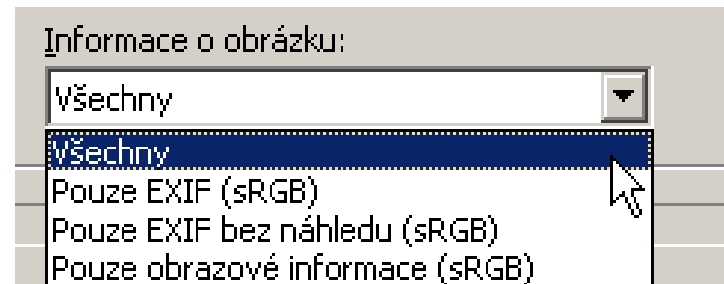 Informace o obrázku:
Všechny
Všechny
Pouze EXIF (sRGB)
Pouze EXIF bez náhledu (sRGB)
Pouze obrazové informace (sRGB)